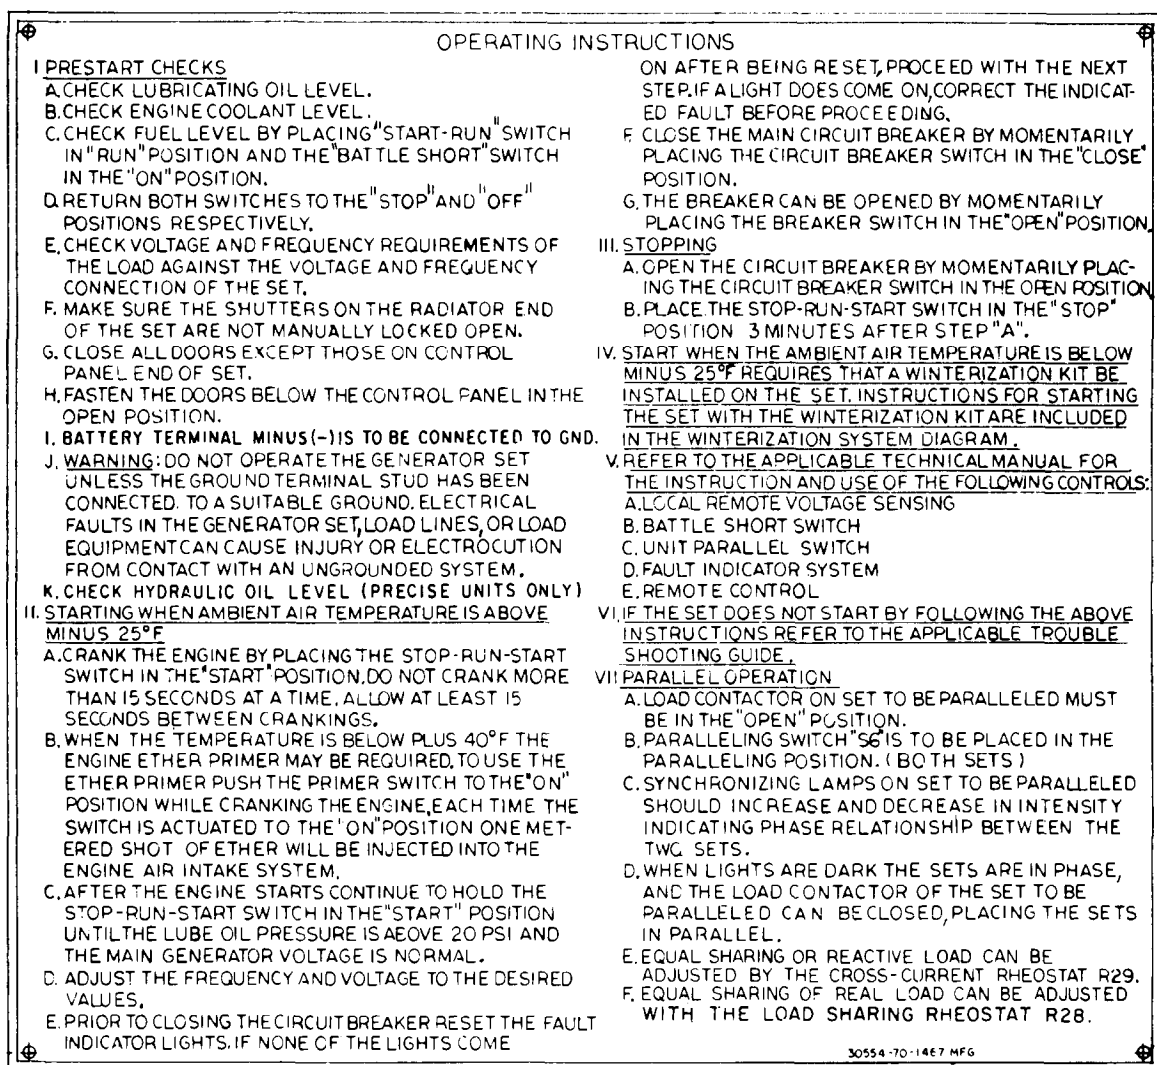 OPERATING INSTRUCTIONS
I PRESTART CHECKS
A. CHECK LUBRICATING OIL LEVEL.
B. CHECK ENGINE COOLANT LEVEL.
C. CHECK FUEL LEVEL BY PLACING "START-RUN" SWITCH
IN "RUN" POSITION AND THE "BATTLE SHORT" SWITCH
IN THE "ON" POSITION.
D. RETURN BOTH SWITCHES TO THE "STOP" AND "OFF"
POSITIONS RESPECTIVELY.
E. CHECK VOLTAGE AND FREQUENCY REQUIREMENTS OF
THE LOAD AGAINST THE VOLTAGE AND FREQUENCY
CONNECTION OF THE SET.
F. MAKE SURE THE SHUTTERS ON THE RADIATOR END
OF THE SET ARE NOT MANUALLY LOCKED OPEN.
G. CLOSE ALL DOORS EXCEPT THOSE ON CONTROL
PANEL END OF SET.
H. FASTEN THE DOORS BELOW THE CONTROL PANEL IN THE
OPEN POSITION.
I. BATTERY TERMINAL MINUS (-) IS TO BE CONNECTED TO GND.
J. WARNING: DO NOT OPERATE THE GENERATOR SET
UNLESS THE GROUND TERMINAL STUD HAS BEEN
CONNECTED. TO A SUITABLE GROUND. ELECTRICAL
FAULTS IN THE GENERATOR SET, LOAD LINES, OR LOAD
EQUIPMENT CAN CAUSE INJURY OR ELECTROCUTION
FROM CONTACT WITH AN UNGROUNDED SYSTEM.
K. CHECK HYDRAULIC OIL LEVEL (PRECISE UNITS ONLY)
II. STARTING WHEN AMBIENT AIR TEMPERATURE IS ABOVE
MINUS 25°F
A. CRANK THE ENGINE BY PLACING THE STOP-RUN-START
SWITCH IN THE "START" POSITION. DO NOT CRANK MORE
THAN 15 SECONDS AT A TIME. ALLOW AT LEAST 15
SECONDS BETWEEN CRANKINGS.
B. WHEN THE TEMPERATURE IS BELOW PLUS 40°F THE
ENGINE ETHER PRIMER MAY BE REQUIRED. TO USE THE
ETHER PRIMER PUSH THE PRIMER SWITCH TO THE "ON"
POSITION WHILE CRANKING THE ENGINE, EACH TIME THE
SWITCH IS ACTUATED TO THE "ON" POSITION ONE MET-
ERED SHOT OF ETHER WILL BE INJECTED INTO THE
ENGINE AIR INTAKE SYSTEM.
C. AFTER THE ENGINE STARTS CONTINUE TO HOLD THE
STOP-RUN-START SWITCH IN THE "START" POSITION
UNTIL THE LUBE OIL PRESSURE IS ABOVE 20 PSI AND
THE MAIN GENERATOR VOLTAGE IS NORMAL.
D. ADJUST THE FREQUENCY AND VOLTAGE TO THE DESIRED
VALUES.
E. PRIOR TO CLOSING THE CIRCUIT BREAKER RESET THE FAULT
INDICATOR LIGHTS. IF NONE OF THE LIGHTS COME
ON AFTER BEING RESET, PROCEED WITH THE NEXT
STEP. IF A LIGHT DOES COME ON, CORRECT THE INDICAT-
ED FAULT BEFORE PROCEEDING.
F. CLOSE THE MAIN CIRCUIT BREAKER BY MOMENTARILY
PLACING THE CIRCUIT BREAKER SWITCH IN THE "CLOSE"
POSITION.
G. THE BREAKER CAN BE OPENED BY MOMENTARILY
PLACING THE BREAKER SWITCH IN THE "OPEN" POSITION.
III. STOPPING
A. OPEN THE CIRCUIT BREAKER BY MOMENTARILY PLAC-
ING THE CIRCUIT BREAKER SWITCH IN THE OPEN POSITION
B. PLACE THE STOP-RUN-START SWITCH IN THE "STOP"
POSITION 3 MINUTES AFTER STEP "A".
IV. START WHEN THE AMBIENT AIR TEMPERATURE IS BELOW
MINUS 25°F REQUIRES THAT A WINTERIZATION KIT BE
INSTALLED ON THE SET. INSTRUCTIONS FOR STARTING
THE SET WITH THE WINTERIZATION KIT ARE INCLUDED
IN THE WINTERIZATION SYSTEM DIAGRAM.
V. REFER TO THE APPLICABLE TECHNICAL MANUAL FOR
THE INSTRUCTION AND USE OF THE FOLLOWING CONTROLS:
A. LOCAL REMOTE VOLTAGE SENSING
B. BATTLE SHORT SWITCH
C. UNIT PARALLEL SWITCH
D. FAULT INDICATOR SYSTEM
E. REMOTE CONTROL
VI. IF THE SET DOES NOT START BY FOLLOWING THE ABOVE
INSTRUCTIONS REFER TO THE APPLICABLE TROUBLE
SHOOTING GUIDE.
VII PARALLEL OPERATION
A. LOAD CONTACTOR ON SET TO BE PARALLELED MUST
BE IN THE "OPEN" POSITION.
B. PARALLELING SWITCH "S6" IS TO BE PLACED IN THE
PARALLELING POSITION. (BOTH SETS)
C. SYNCHRONIZING LAMPS ON SET TO BE PARALLELED
SHOULD INCREASE AND DECREASE IN INTENSITY
INDICATING PHASE RELATIONSHIP BETWEEN THE
TWO SETS.
D. WHEN LIGHTS ARE DARK THE SETS ARE IN PHASE,
AND THE LOAD CONTACTOR OF THE SET TO BE
PARALLELED CAN BE CLOSED, PLACING THE SETS
IN PARALLEL.
E. EQUAL SHARING OR REACTIVE LOAD CAN BE
ADJUSTED BY THE CROSS-CURRENT RHEOSTAT R29.
F. EQUAL SHARING OF REAL LOAD CAN BE ADJUSTED
WITH THE LOAD SHARING RHEOSTAT R28.
30554-70-1467 MFG